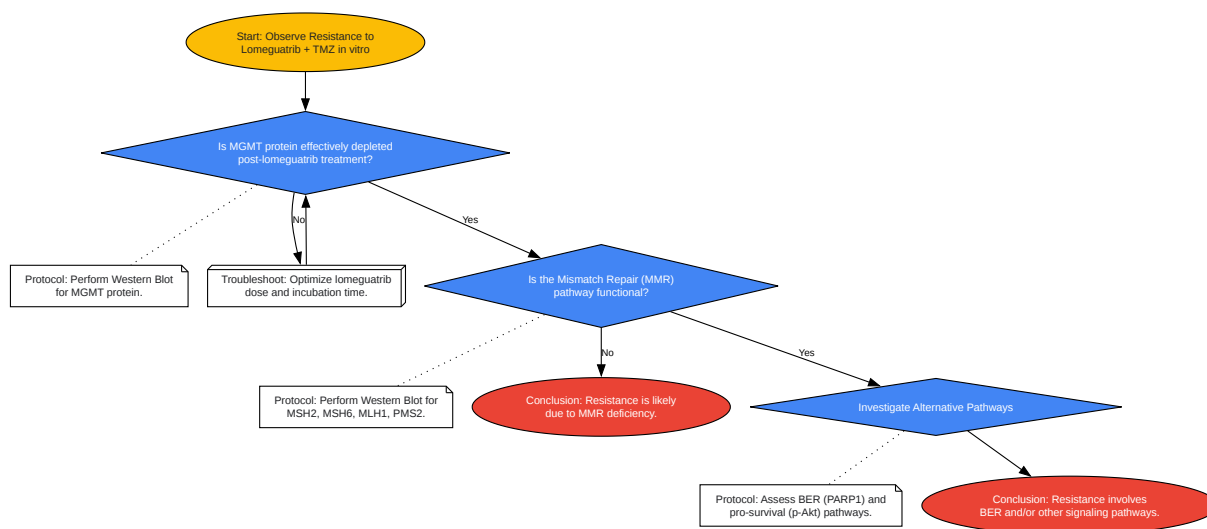 Start: Observe Resistance to
Lomeguatrib + TMZ in vitro
Is MGMT protein effectively depleted
post-lomeguatrib treatment?
No
Yes
Protocol: Perform Western Blot
for MGMT protein.
Troubleshoot: Optimize lomeguatrib
dose and incubation time.
Is the Mismatch Repair (MMR)
pathway functional?
No
Yes
Protocol: Perform Western Blot for
MSH2, MSH6, MLH1, PMS2.
Conclusion: Resistance is likely
due to MMR deficiency.
Investigate Alternative Pathways
Protocol: Assess BER (PARP1) and
pro-survival (p-Akt) pathways.
Conclusion: Resistance involves
BER and/or other signaling pathways.